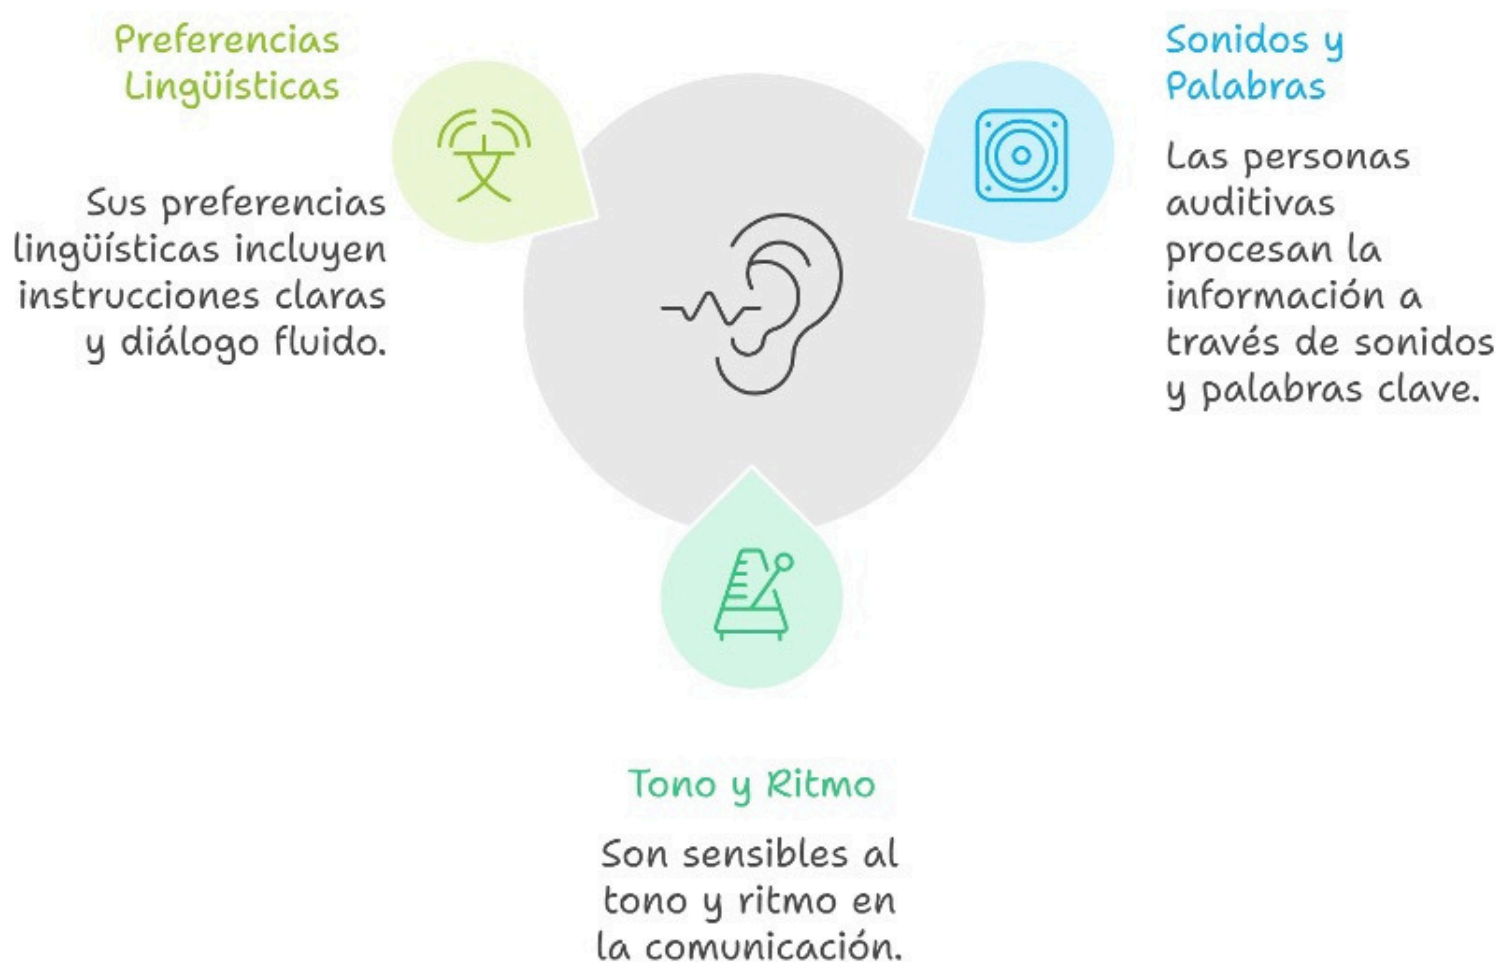 Preferencias
Lingüísticas
Sus preferencias
lingüísticas incluyen
instrucciones claras
y diálogo fluido.
Sonidos y
Palabras
Las personas
auditivas
procesan la
información a
través de sonidos
y palabras clave.
Tono y Ritmo
Son sensibles al
tono y ritmo en
la comunicación.